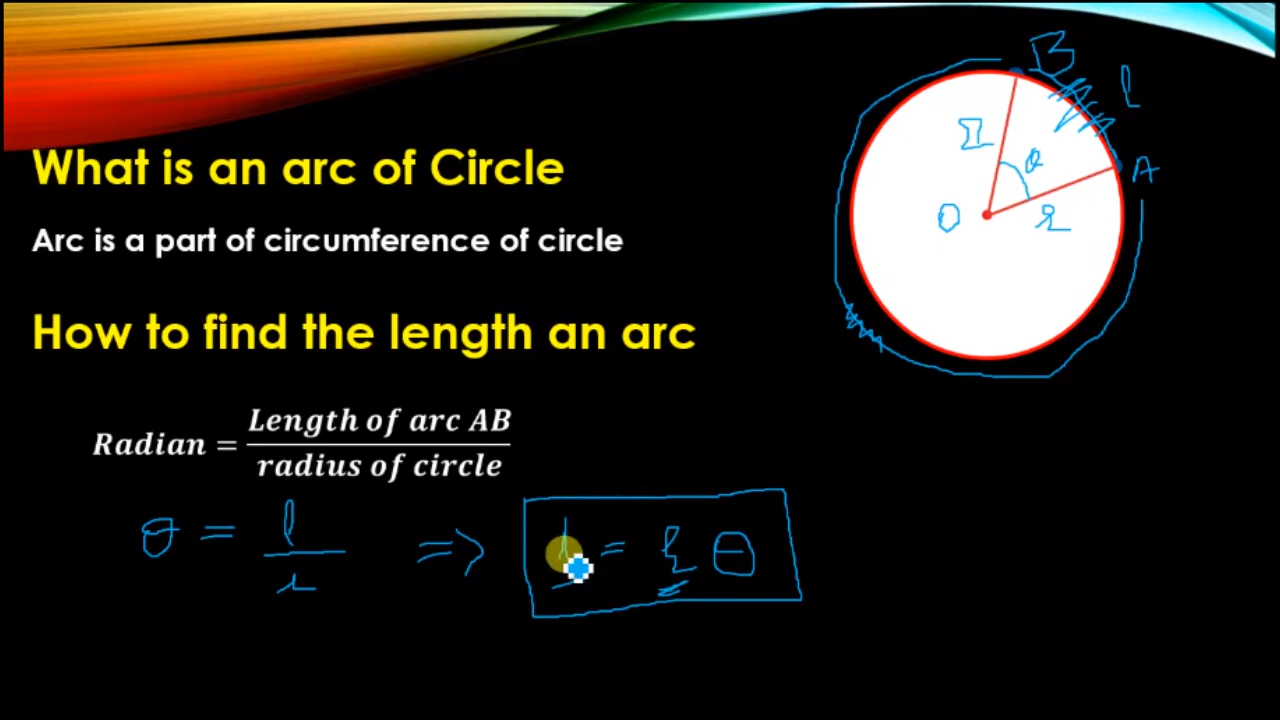 What is an arc of Circle
Arc is a part of circumference of circle
How to find the length an arc
Radian = Length of arc AB / radius of circle
θ = l / r => l = r θ
B
l
r
θ
A
O
r